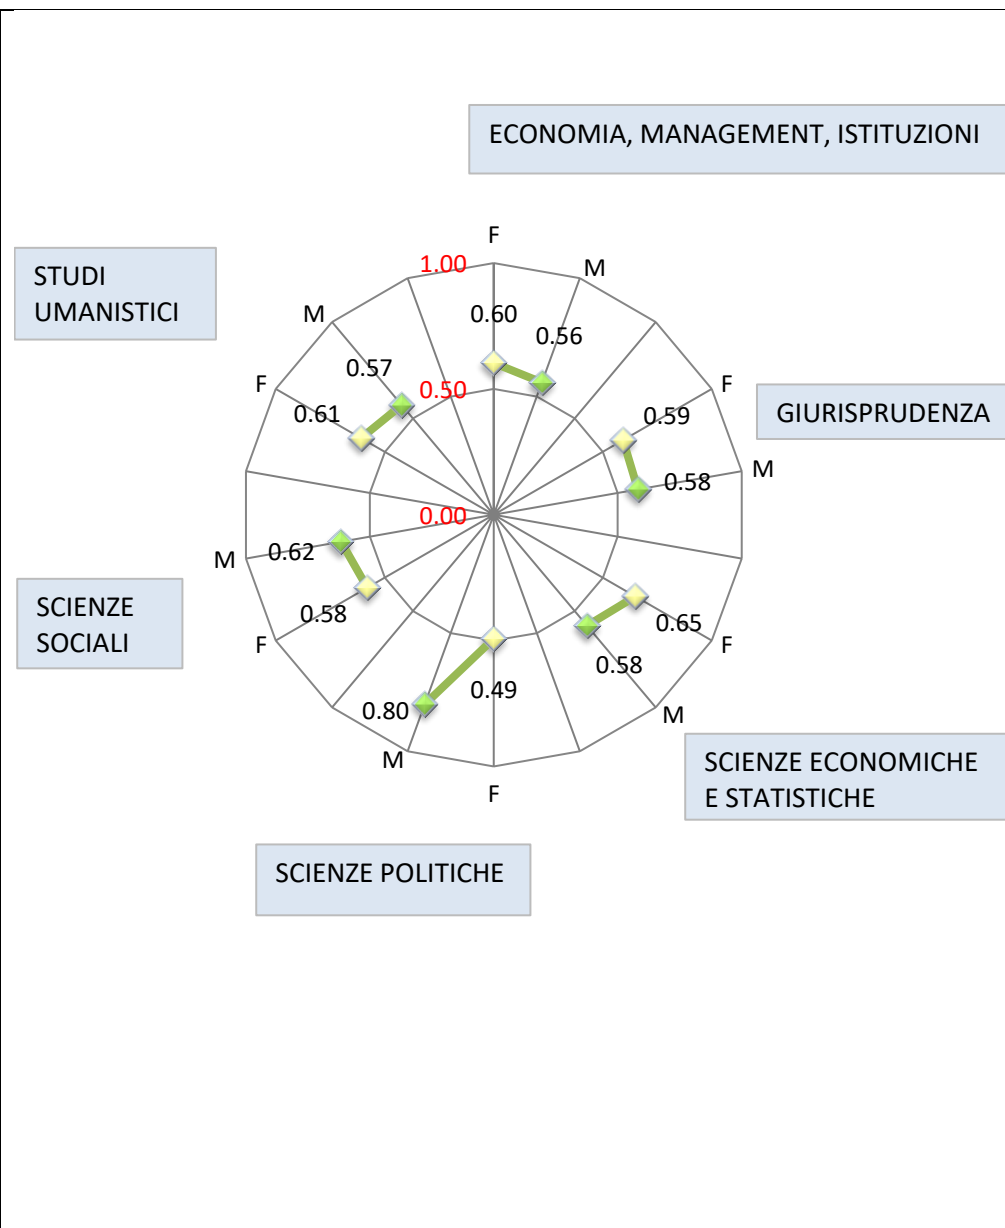 ECONOMIA, MANAGEMENT, ISTITUZIONI
F
1.00
M
STUDI
UMANISTICI
M
0.60
0.56
0.57
F
0.50
F
0.61
0.59
GIURISPRUDENZA
M
0.58
0.00
M
0.62
SCIENZE
SOCIALI
0.58
F
0.65
F
0.58
0.49
0.80
M
M
F
SCIENZE ECONOMICHE
E STATISTICHE
SCIENZE POLITICHE